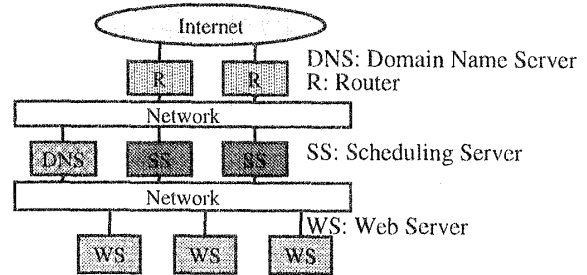 Internet
DNS: Domain Name Server
R R
R: Router
Network
DNS SS SS
SS: Scheduling Server
Network
WS: Web Server
WS WS WS